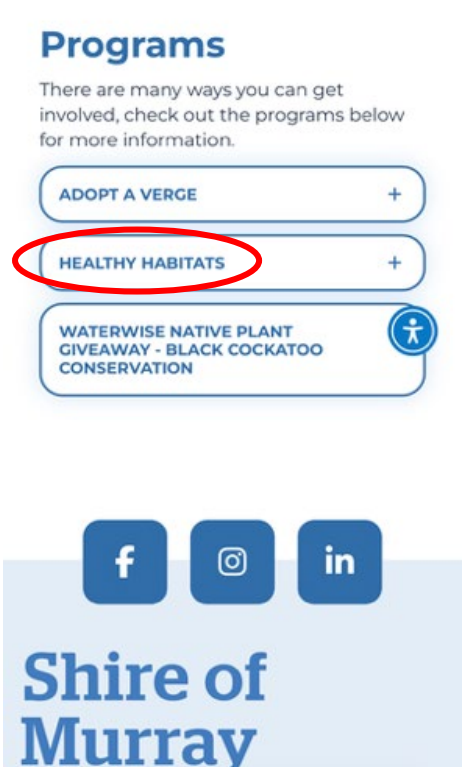 Programs
There are many ways you can get
involved, check out the programs below
for more information.
ADOPT A VERGE +
HEALTHY HABITATS +
WATERWISE NATIVE PLANT
GIVEAWAY - BLACK COCKATOO
CONSERVATION
f in
Shire of
Murray